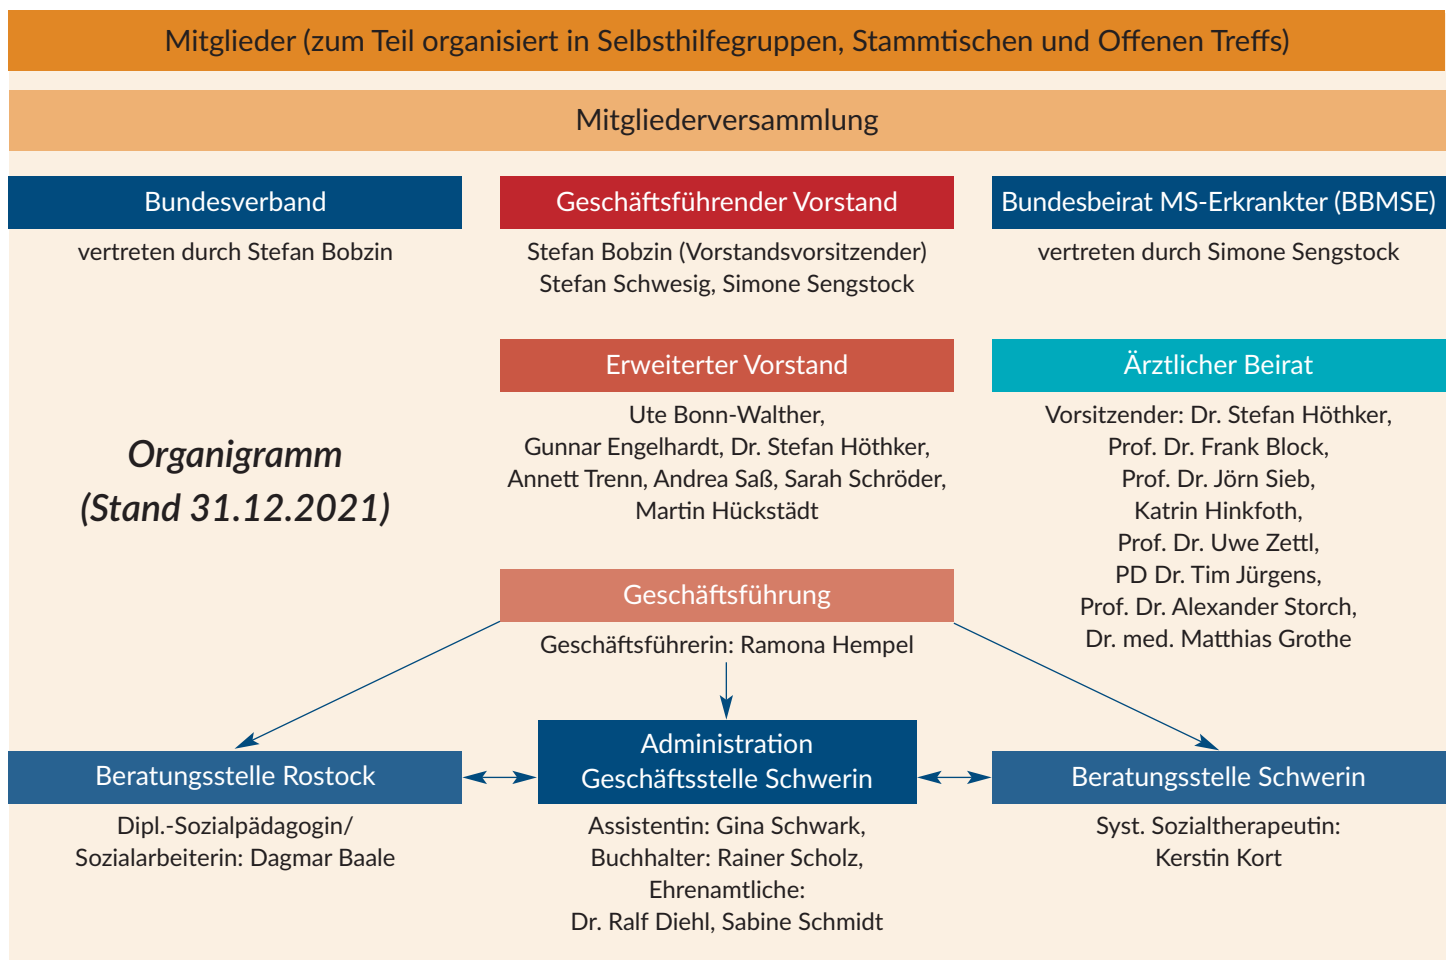 Mitglieder (zum Teil organisiert in Selbsthilfegruppen, Stammtischen und Offenen Treffs)
Mitgliederversammlung
Bundesverband
vertreten durch Stefan Bobzin
Geschäftsführender Vorstand
Stefan Bobzin (Vorstandsvorsitzender)
Stefan Schwesig, Simone Sengstock
Bundesbeirat MS-Erkrankter (BBMSE)
vertreten durch Simone Sengstock
Organigramm
(Stand 31.12.2021)
Erweiterter Vorstand
Ute Bonn-Walther,
Gunnar Engelhardt, Dr. Stefan Höthker,
Annett Trenn, Andrea Saß, Sarah Schröder,
Martin Hückstädt
Ärztlicher Beirat
Vorsitzender: Dr. Stefan Höthker,
Prof. Dr. Frank Block,
Prof. Dr. Jörn Sieb,
Katrin Hinkfoth,
Prof. Dr. Uwe Zettl,
PD Dr. Tim Jürgens,
Prof. Dr. Alexander Storch,
Dr. med. Matthias Grothe
Geschäftsführung
Geschäftsführerin: Ramona Hempel
Beratungsstelle Rostock
Dipl.-Sozialpädagogin/
Sozialarbeiterin: Dagmar Baale
Administration
Geschäftsstelle Schwerin
Assistentin: Gina Schwark,
Buchhalter: Rainer Scholz,
Ehrenamtliche:
Dr. Ralf Diehl, Sabine Schmidt
Beratungsstelle Schwerin
Syst. Sozialtherapeutin:
Kerstin Kort